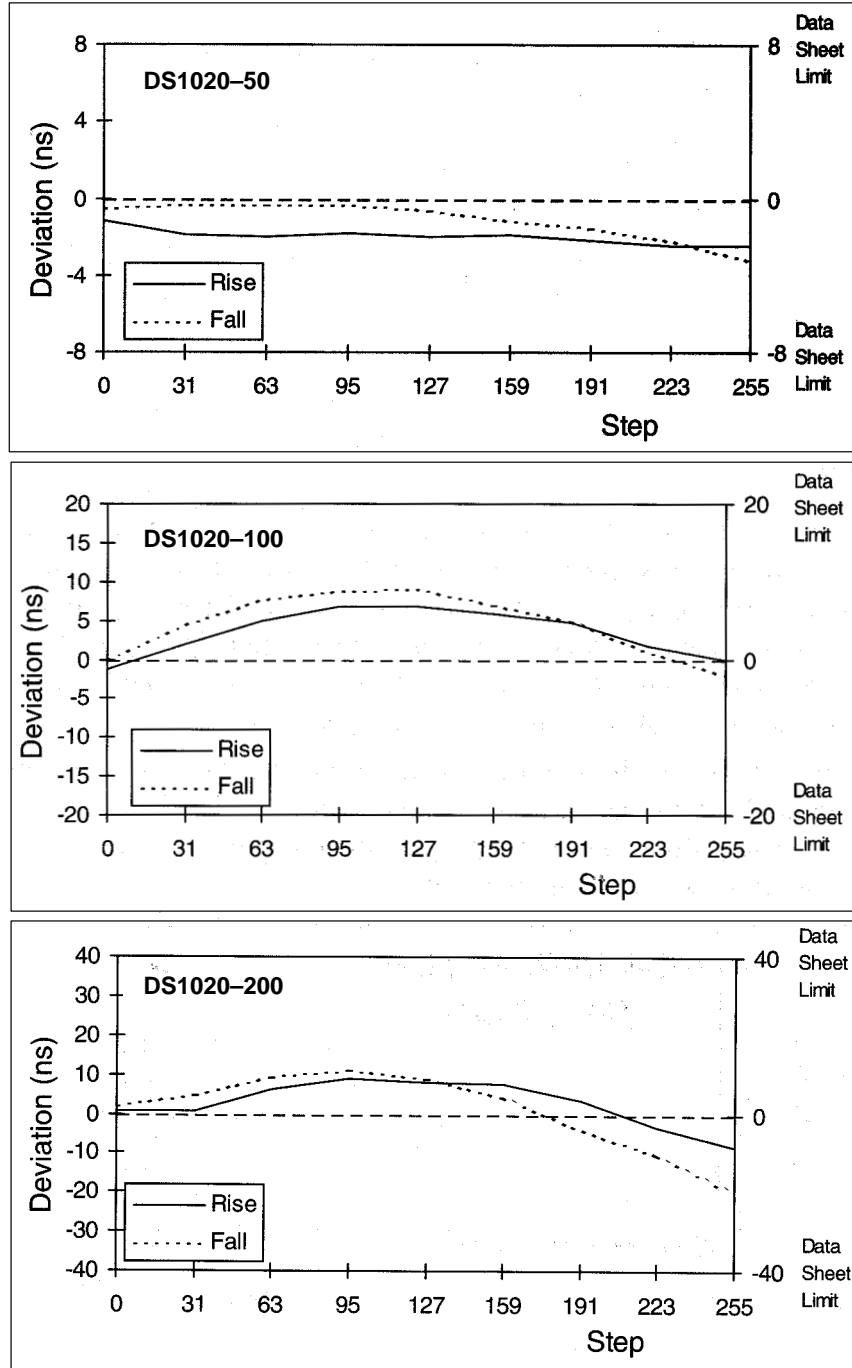 DS1020–50
Deviation (ns)
8
4
0
-4
-8
8
0
-8
Data
Sheet
Limit
Data
Sheet
Limit
Rise
Fall
0 31 63 95 127 159 191 223 255
Step
DS1020–100
Deviation (ns)
20
15
10
5
0
-5
-10
-15
-20
20
0
-20
Data
Sheet
Limit
Data
Sheet
Limit
Rise
Fall
0 31 63 95 127 159 191 223 255
Step
DS1020–200
Deviation (ns)
40
30
20
10
0
-10
-20
-30
-40
40
0
-40
Data
Sheet
Limit
Data
Sheet
Limit
Rise
Fall
0 31 63 95 127 159 191 223 255
Step